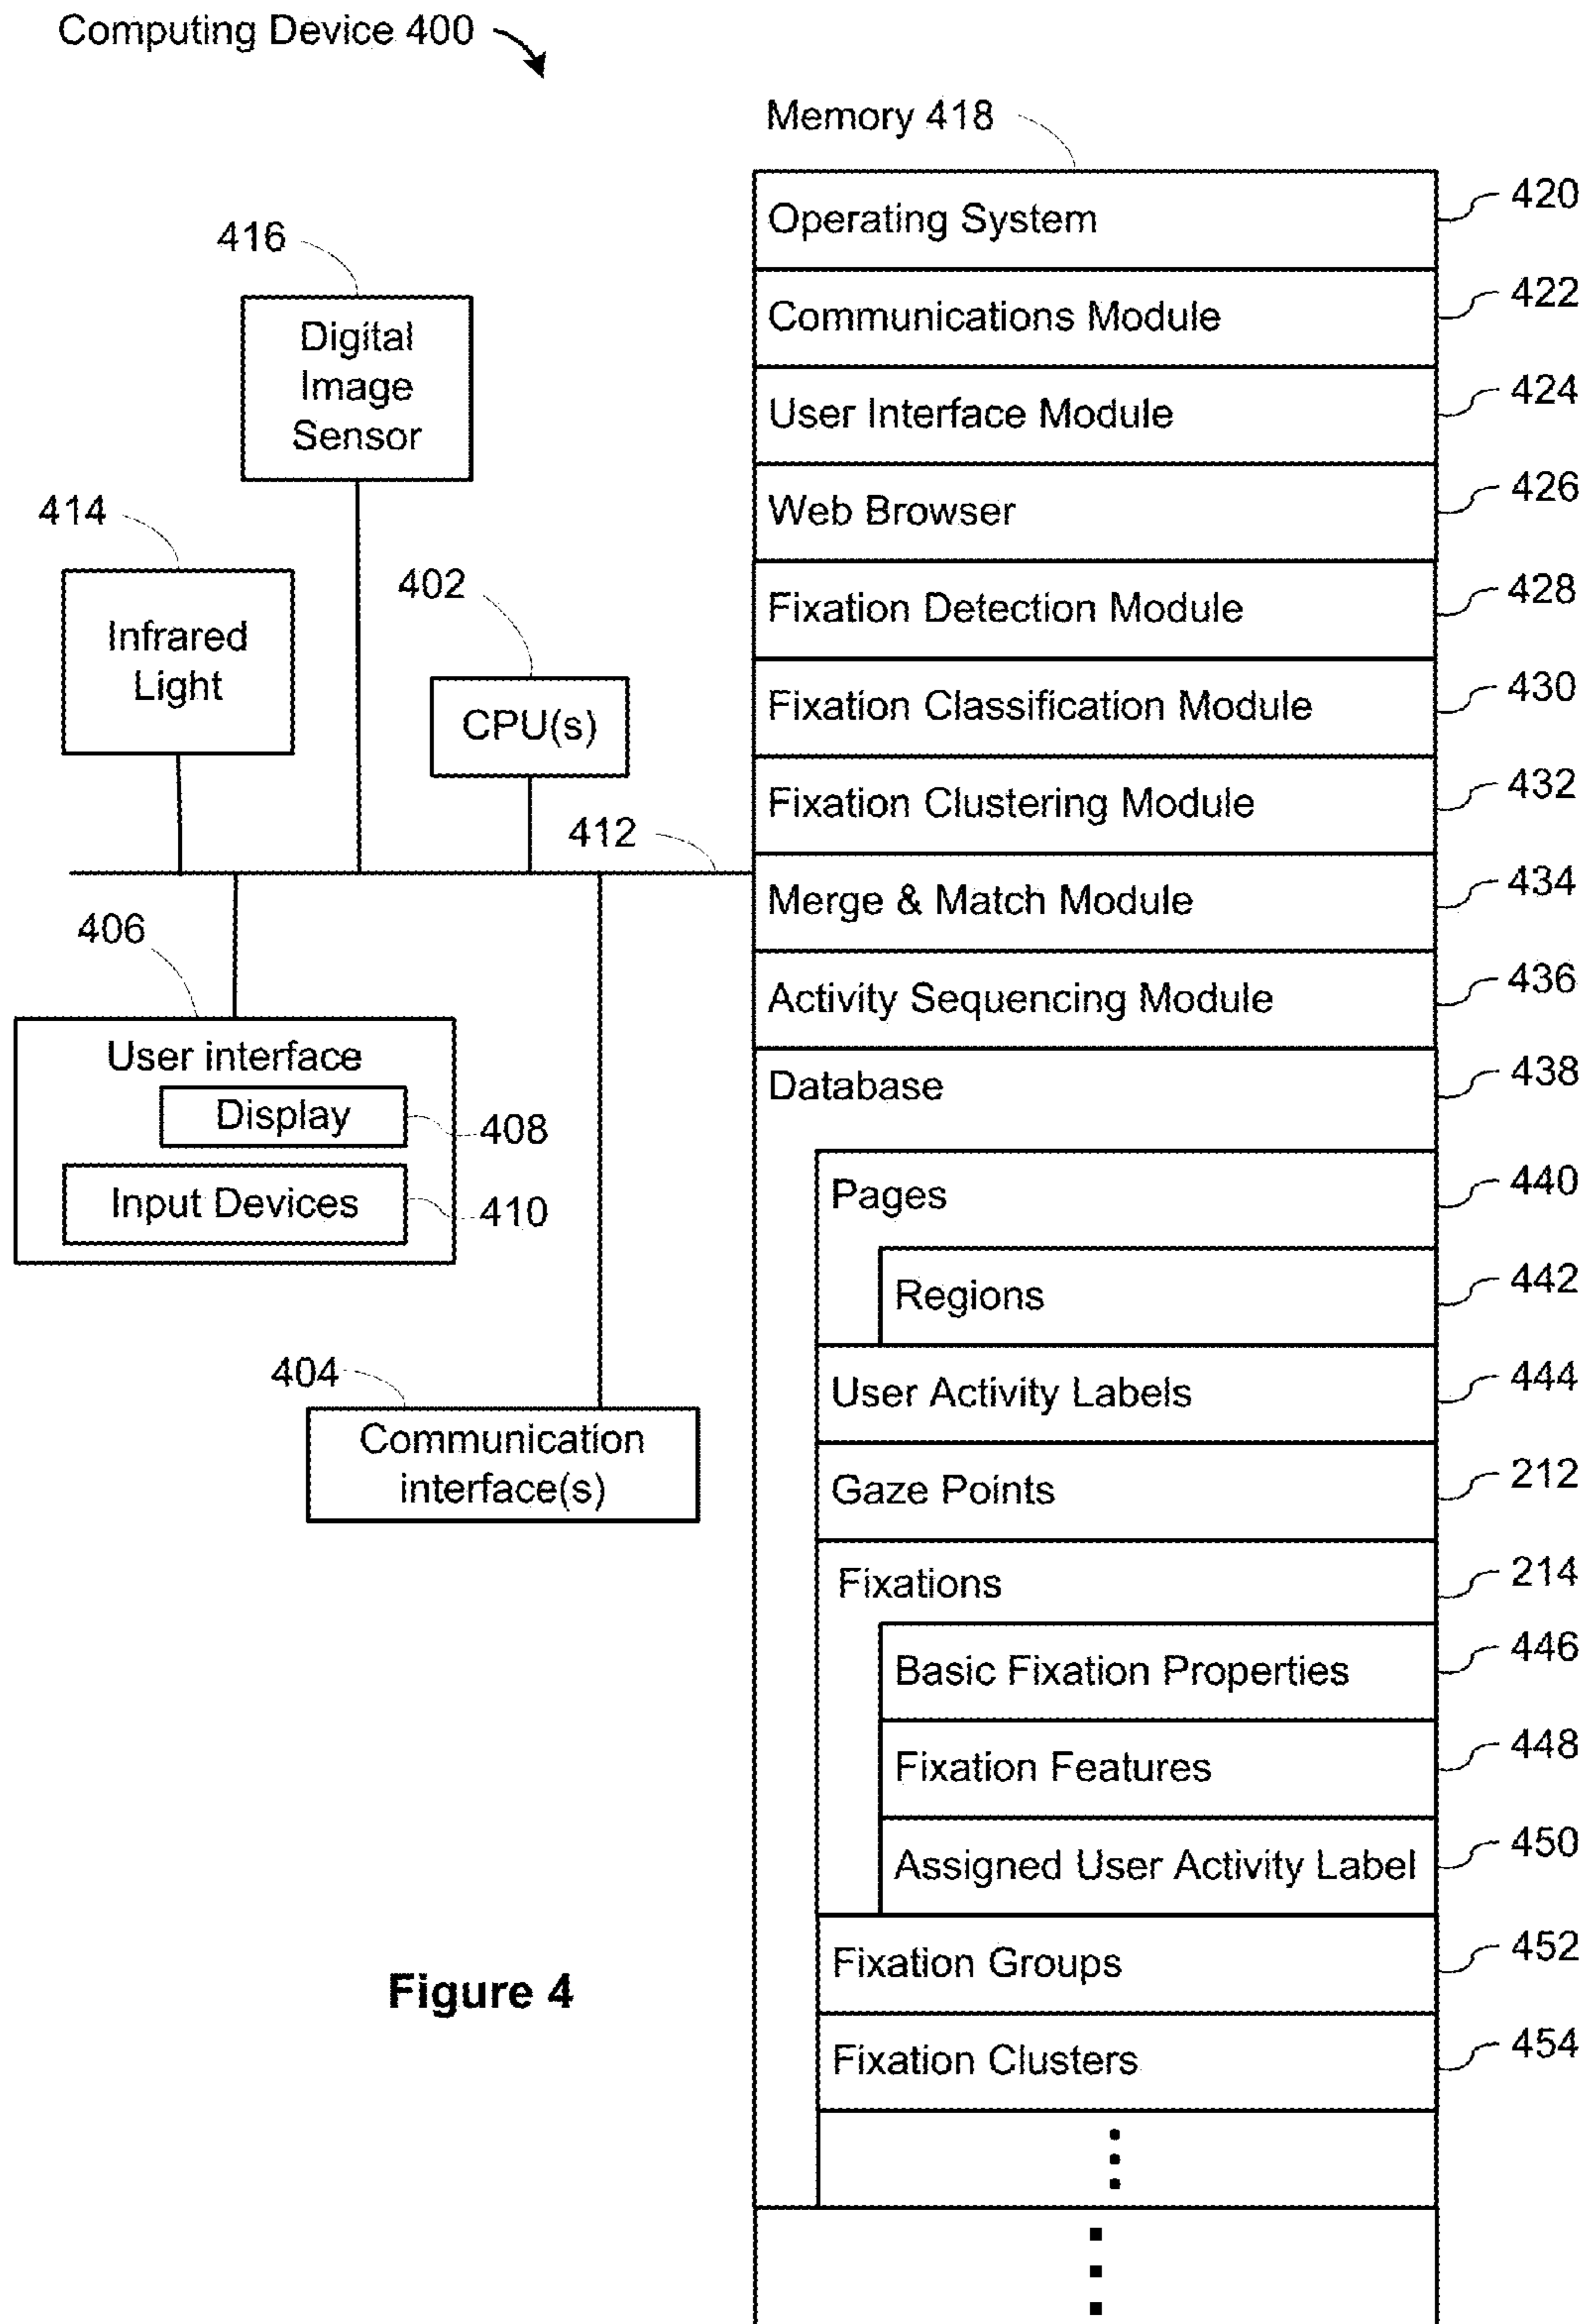 Computing Device 400
Memory 418
Operating System
420
Communications Module
422
User Interface Module
424
Web Browser
426
Fixation Detection Module
428
Fixation Classification Module
430
Fixation Clustering Module
432
Merge & Match Module
434
Activity Sequencing Module
436
Database
438
Pages
440
Regions
442
User Activity Labels
444
Gaze Points
212
Fixations
214
Basic Fixation Properties
446
Fixation Features
448
Assigned User Activity Label
450
Fixation Groups
452
Fixation Clusters
454
416
Digital
Image
Sensor
414
Infrared
Light
402
CPU(s)
412
406
User interface
Display
408
Input Devices
410
404
Communication
interface(s)
Figure 4